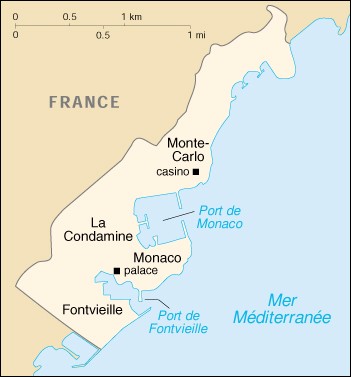 0 0.5 1 km
0 0.5 1 mi
FRANCE
Monte-
Carlo
casino
Port de
Monaco
La
Condamine
Monaco
palace
Fontvieille
Port de
Fontvieille
Mer
Méditerranée